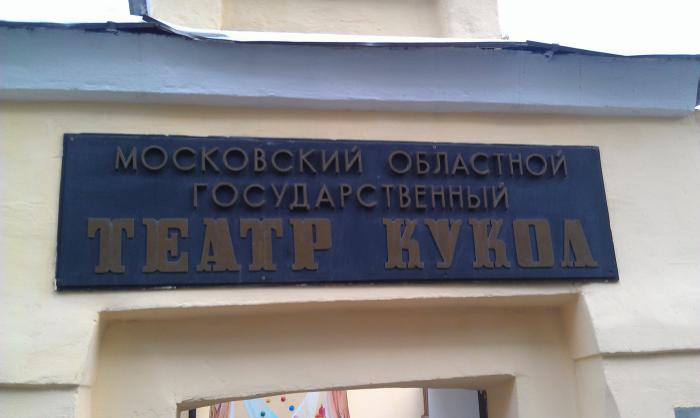 МОСКОВСКИЙ ОБЛАСТНОЙ
ГОСУДАРСТВЕННЫЙ
ТЕАТР КУКОЛ